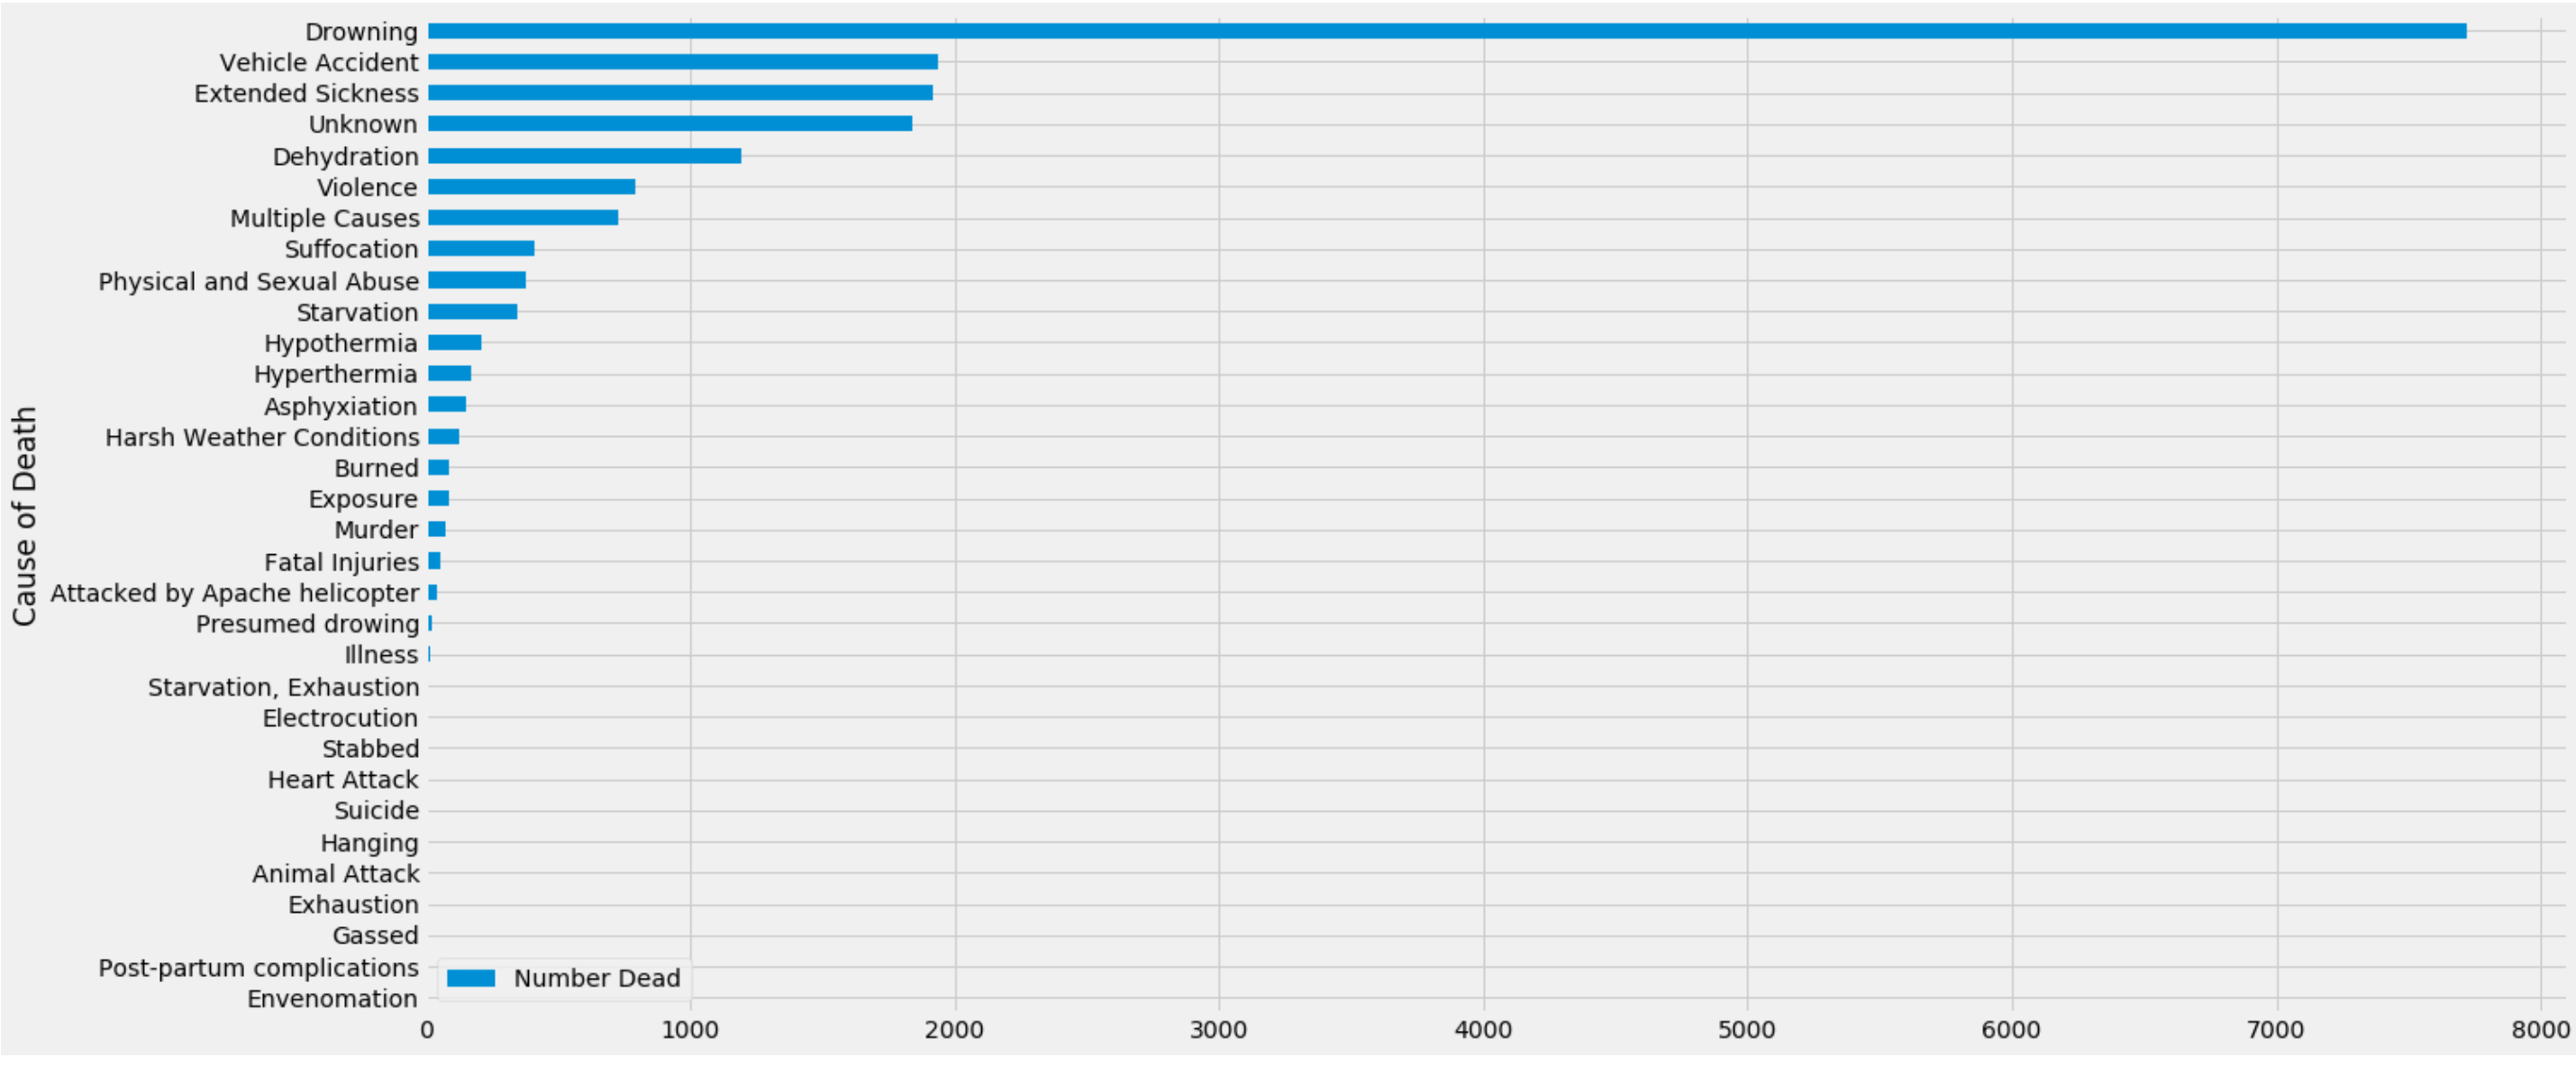 Drowning
Vehicle Accident
Extended Sickness
Unknown
Dehydration
Violence
Multiple Causes
Suffocation
Physical and Sexual Abuse
Starvation
Hypothermia
Hyperthermia
Asphyxiation
Harsh Weather Conditions
Burned
Exposure
Murder
Fatal Injuries
Attacked by Apache helicopter
Presumed drowing
Illness
Starvation, Exhaustion
Electrocution
Stabbed
Heart Attack
Suicide
Hanging
Animal Attack
Exhaustion
Gassed
Post-partum complications
Envenomation
Cause of Death
Number Dead
0 1000 2000 3000 4000 5000 6000 7000 8000